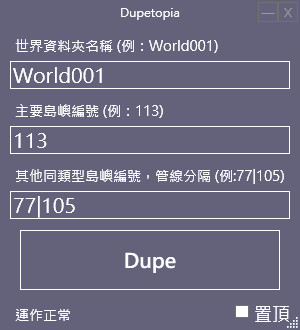 Dupetopia
世界資料夾名稱 (例：World001)
World001
主要島嶼編號 (例：113)
113
其他同類型島嶼編號，管線分隔 (例:77|105)
77|105
Dupe
運作正常
置頂